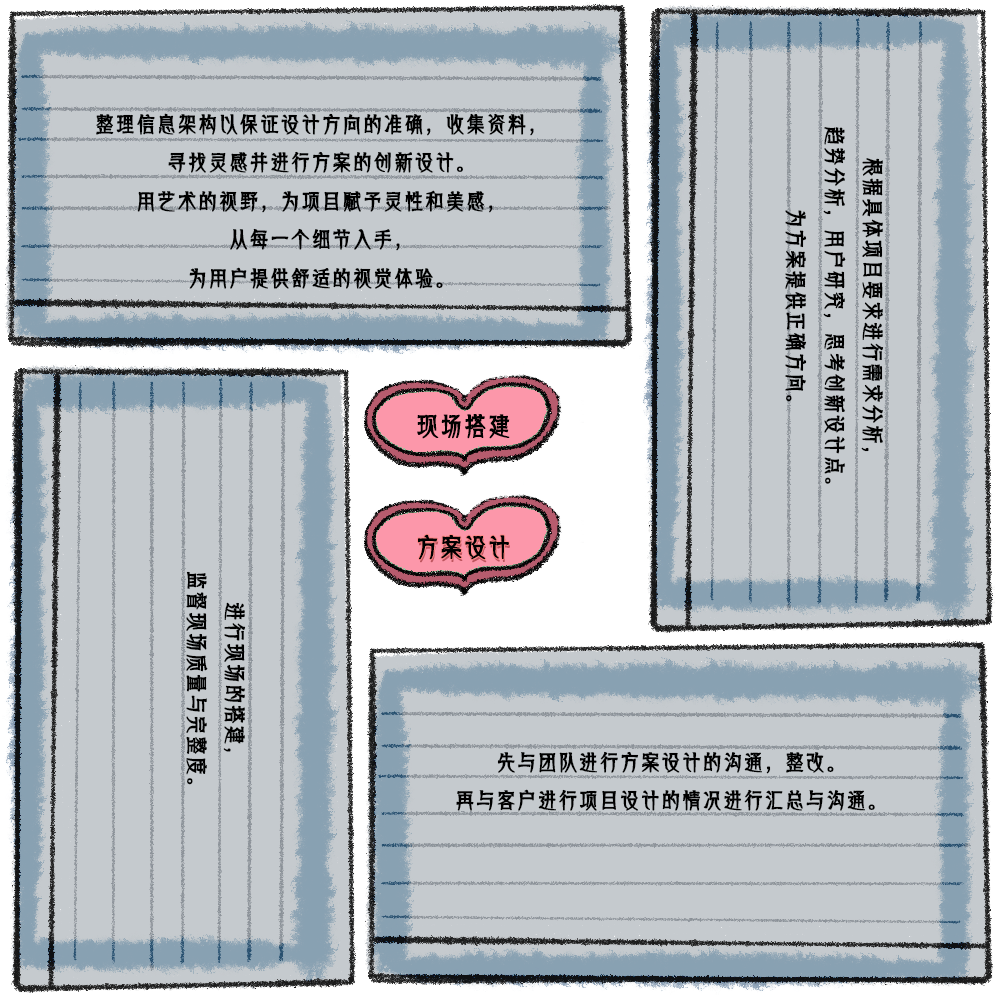 整理信息架构以保证设计方向的准确，收集资料，
寻找灵感并进行方案的创新设计。
用艺术的视野，为项目赋予灵性和美感，
从每一个细节入手，
为用户提供舒适的视觉体验。
根据具体项目要求进行需求分析，
趋势分析，用户研究，思考创新设计点。
为方案提供正确方向。
现场搭建
方案设计
进行现场的搭建，
监督现场质量与完整度。
先与团队进行方案设计的沟通，整改。
再与客户进行项目设计的情况进行汇总与沟通。